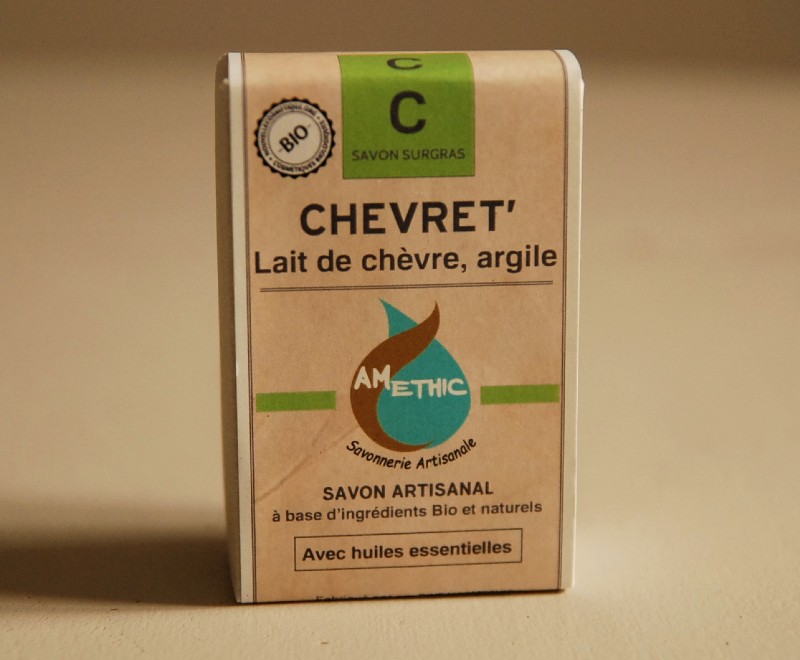 C
C
SAVON SURGRAS
BIO
COSMETIQUES
CHEVRET'
Lait de chèvre, argile
AMETHIC
Savonnerie Artisanale
SAVON ARTISANAL
à base d'ingrédients Bio et naturels
Avec huiles essentielles